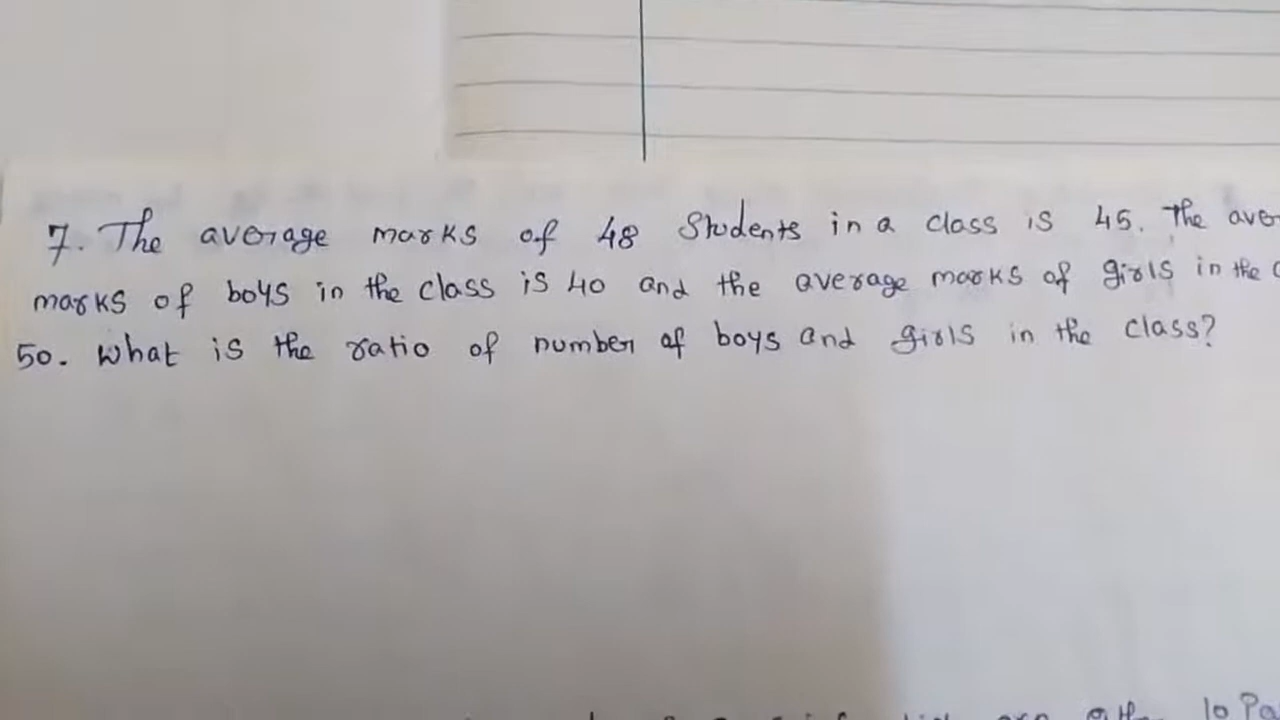 7. The average marks of 48 Students in a class is 45. The
marks of boys in the class is 40 and the average marks of girls in the
50. What is the ratio of number of boys and girls in the class?
10